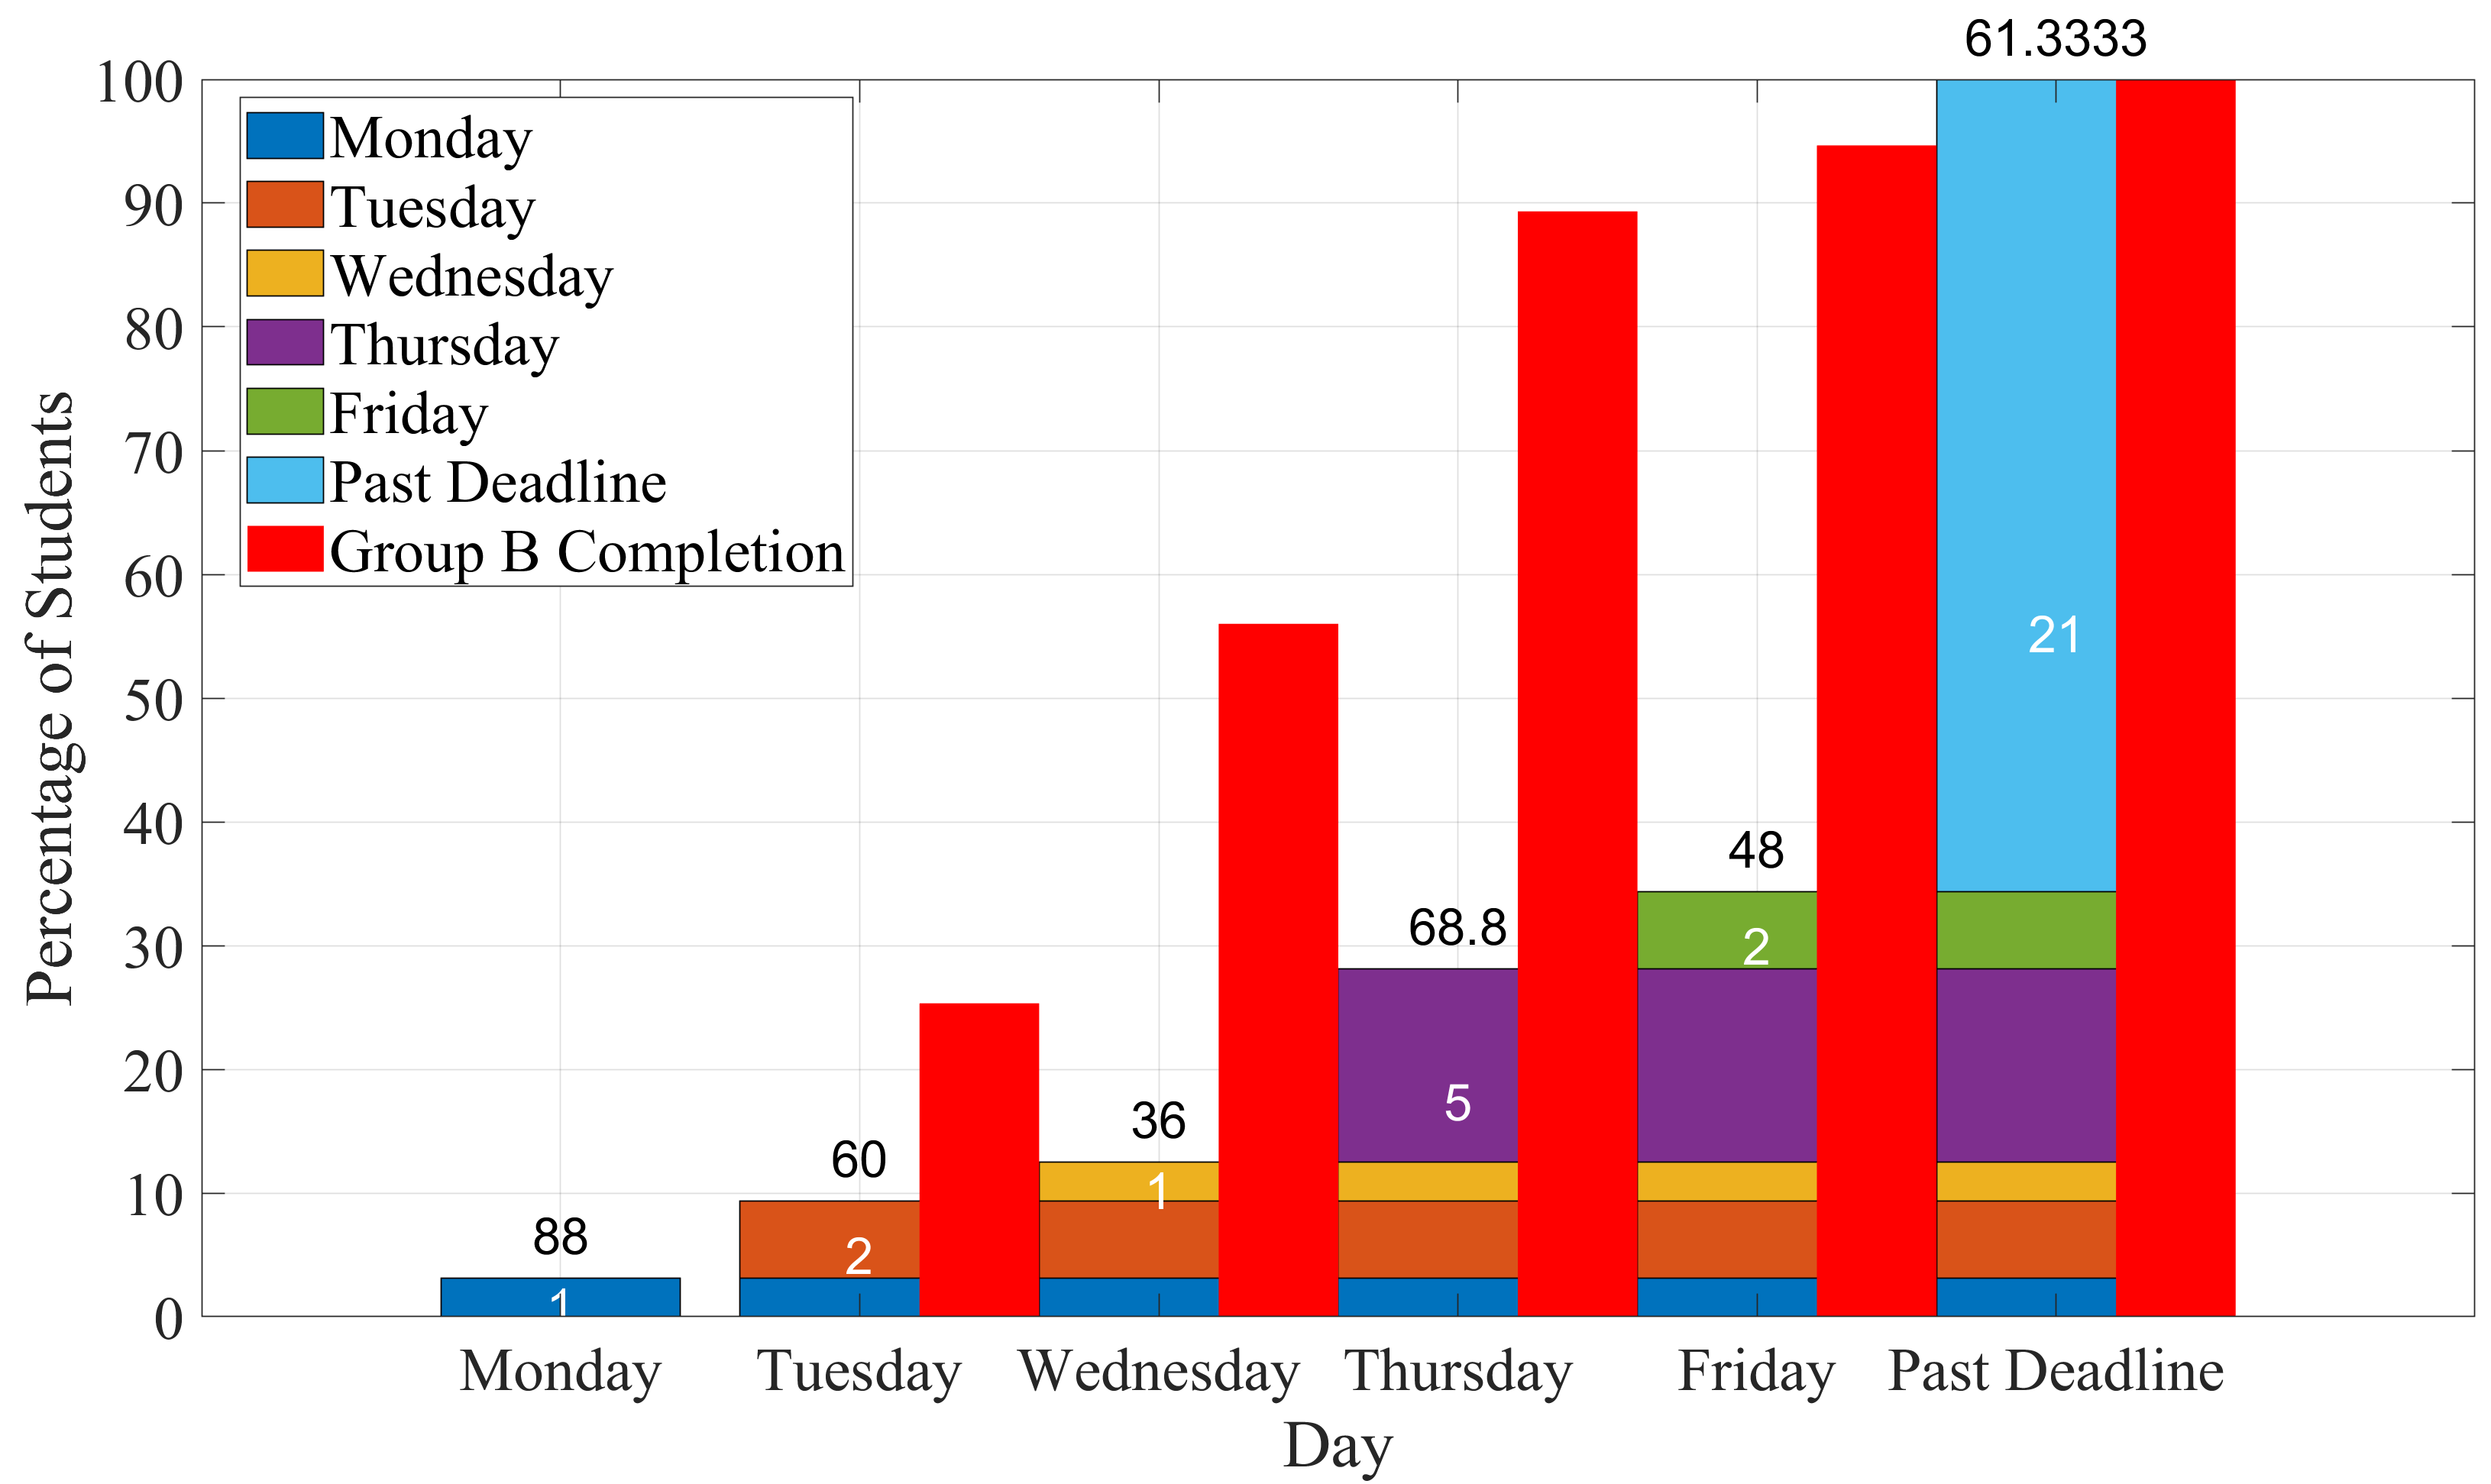 61.3333
100
90
80
70
60
50
40
30
20
10
0
Percentage of Students
Monday
Tuesday
Wednesday
Thursday
Friday
Past Deadline
Group B Completion
21
48
68.8
2
5
36
60
1
88
2
1
Monday Tuesday Wednesday Thursday Friday Past Deadline
Day